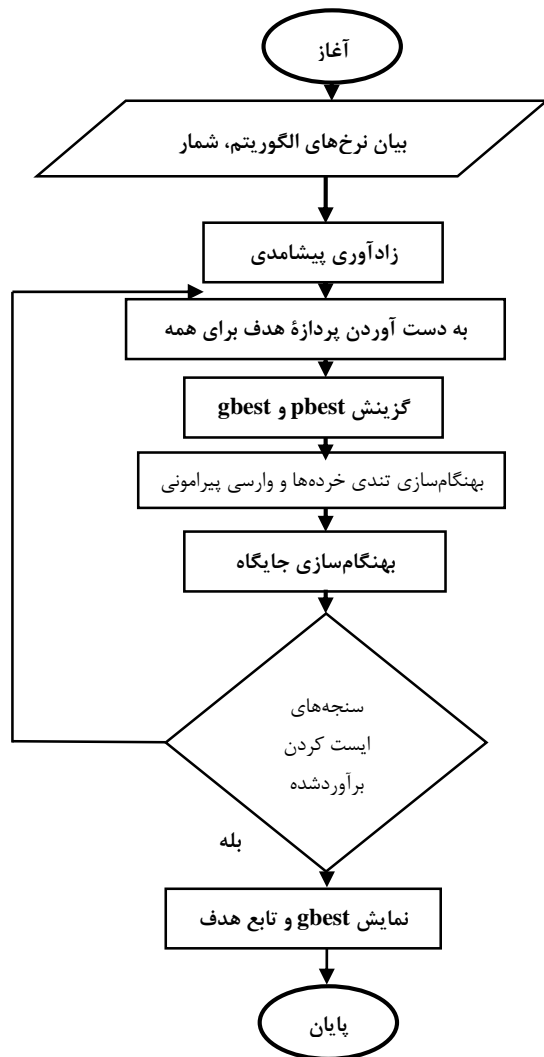 آغاز
بیان نرخ‌های الگوریتم، شمار
زادآوری پیشامدی
به دست آوردن پردازهٔ هدف برای همه
گزینش pbest و gbest
بهنگام‌سازی تندی خرده‌ها و وارسی پیرامونی
بهنگام‌سازی جایگاه
سنجه‌های
ایست کردن
برآوردشده
بله
نمایش gbest و تابع هدف
پایان